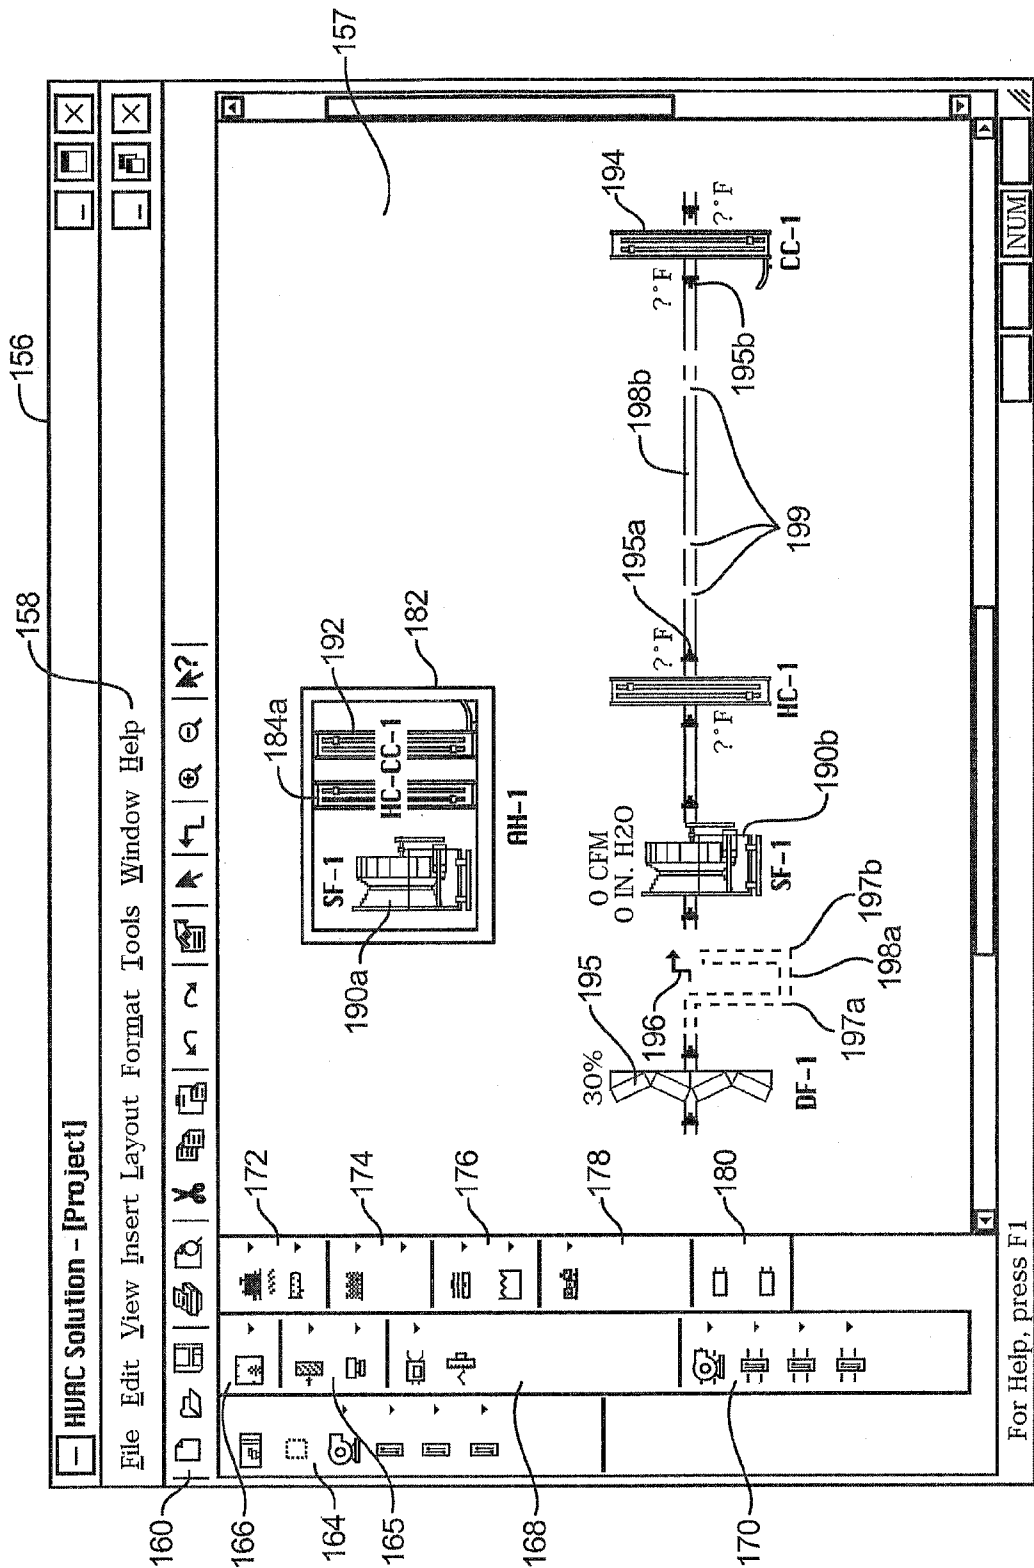 156
158
157
HVAC Solution - [Project]
File Edit View Insert Layout Format Tools Window Help
160
166
164
165
168
170
172
174
176
178
180
184a
192
182
SF-1
HC-CC-1
190a
AH-1
30%
195
196
0 CFM
0 IN. H2O
?°F
?°F
195a
198b
?°F
194
?°F
DF-1
197a
198a
197b
SF-1
190b
HC-1
199
195b
CC-1
For Help, press F1
NUM